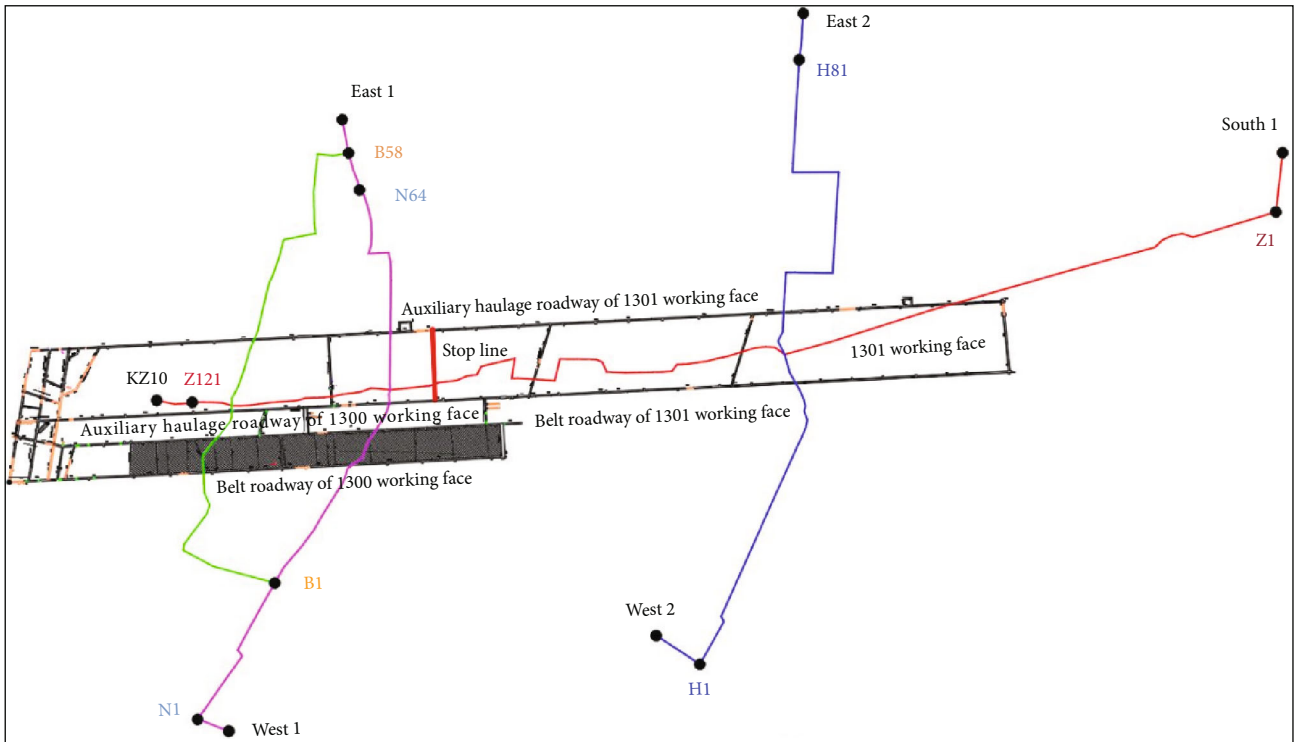 East 2
H81
East 1
South 1
B58
N64
Z1
Auxiliary haulage roadway of 1301 working face
Stop line
1301 working face
KZ10
Z121
Belt roadway of 1301 working face
Auxiliary haulage roadway of 1300 working face
Belt roadway of 1300 working face
B1
West 2
H1
N1
West 1